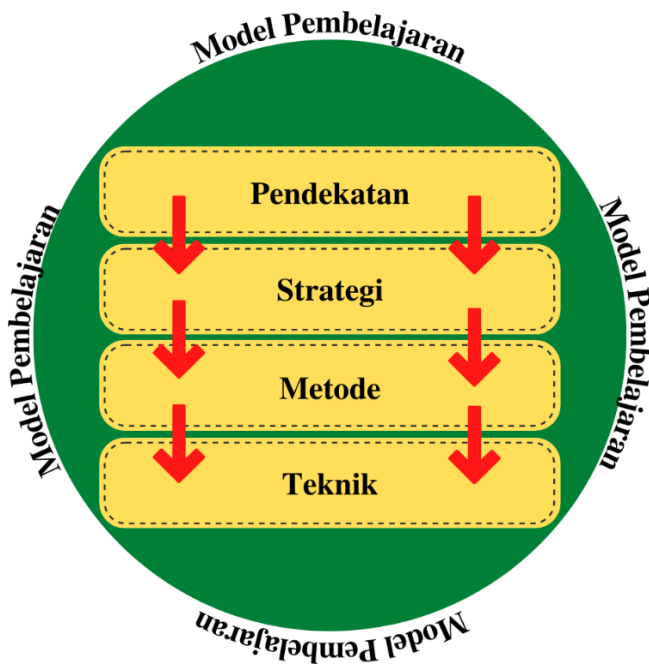 Model Pembelajaran
Pendekatan
Strategi
Metode
Teknik
Model Pembelajaran
Model Pembelajaran
Model Pembelajaran